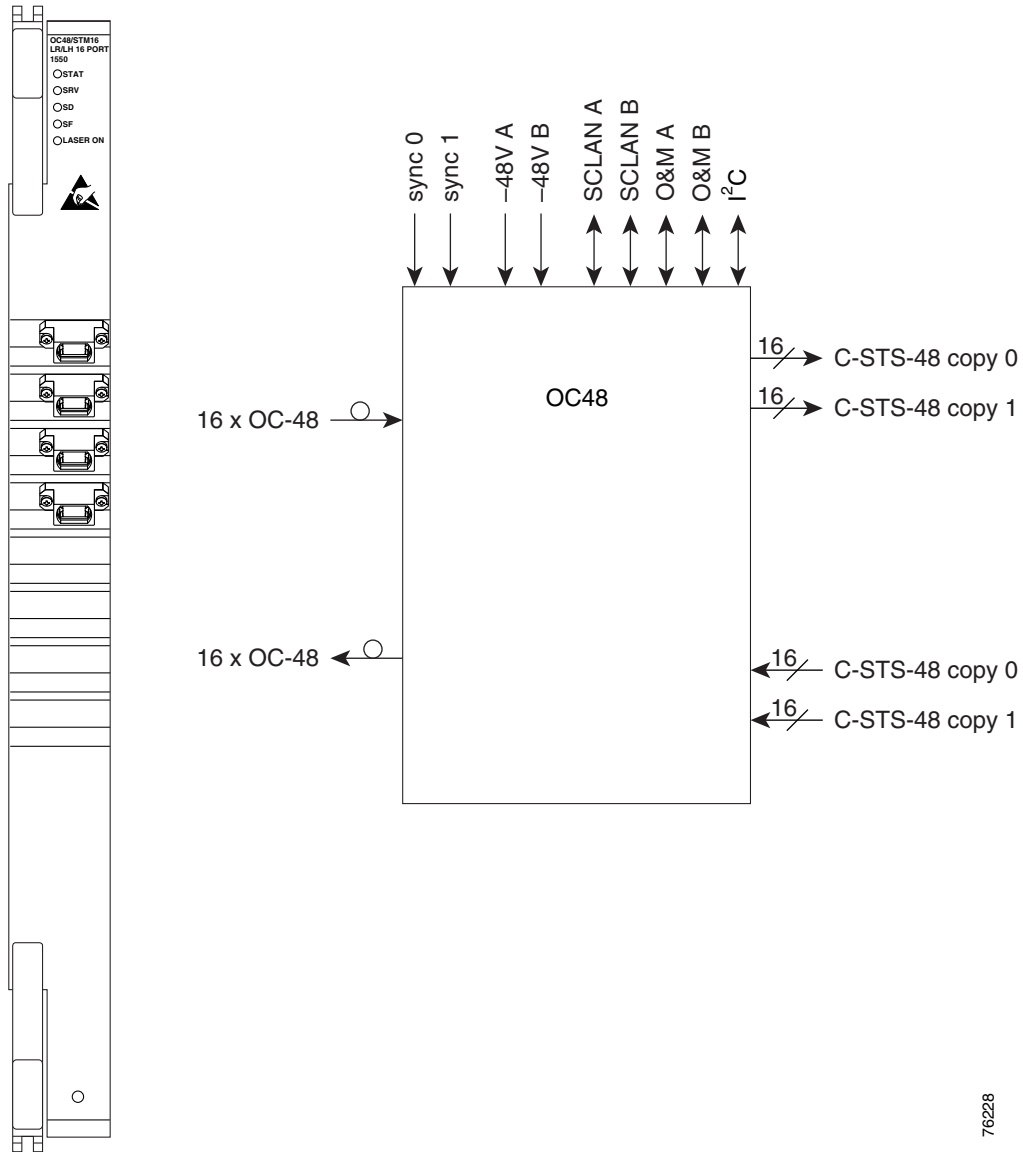 OC48/STM16
LR/LH 16 PORT
1550
STAT
SRV
SD
SF
LASER ON
sync 0
sync 1
–48V A
–48V B
SCLAN A
SCLAN B
O&M A
O&M B
I²C
OC48
16 x OC-48
16 x OC-48
16
C-STS-48 copy 0
16
C-STS-48 copy 1
16
C-STS-48 copy 0
16
C-STS-48 copy 1
76228